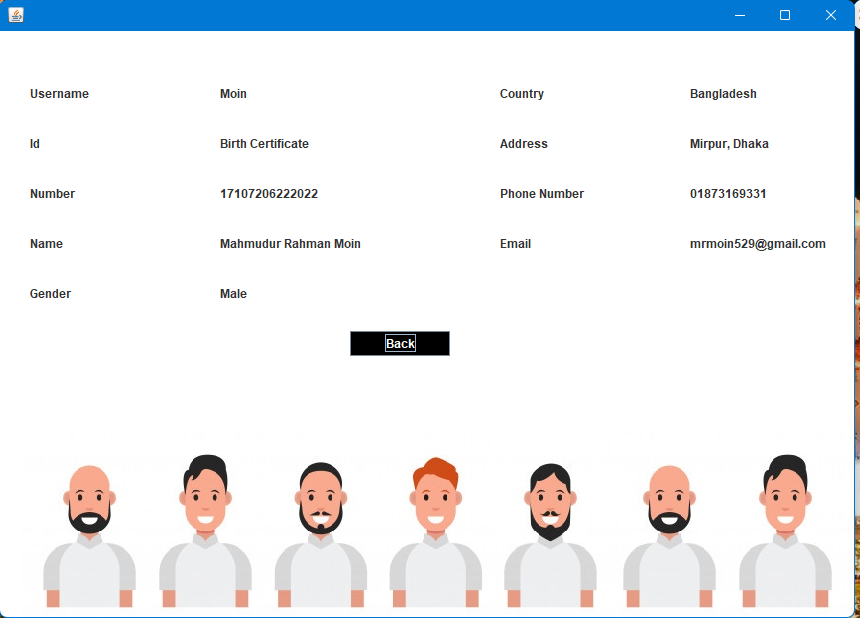 Username Moin Country Bangladesh
Id Birth Certificate Address Mirpur, Dhaka
Number 17107206222022 Phone Number 01873169331
Name Mahmudur Rahman Moin Email mrmoin529@gmail.com
Gender Male
Back